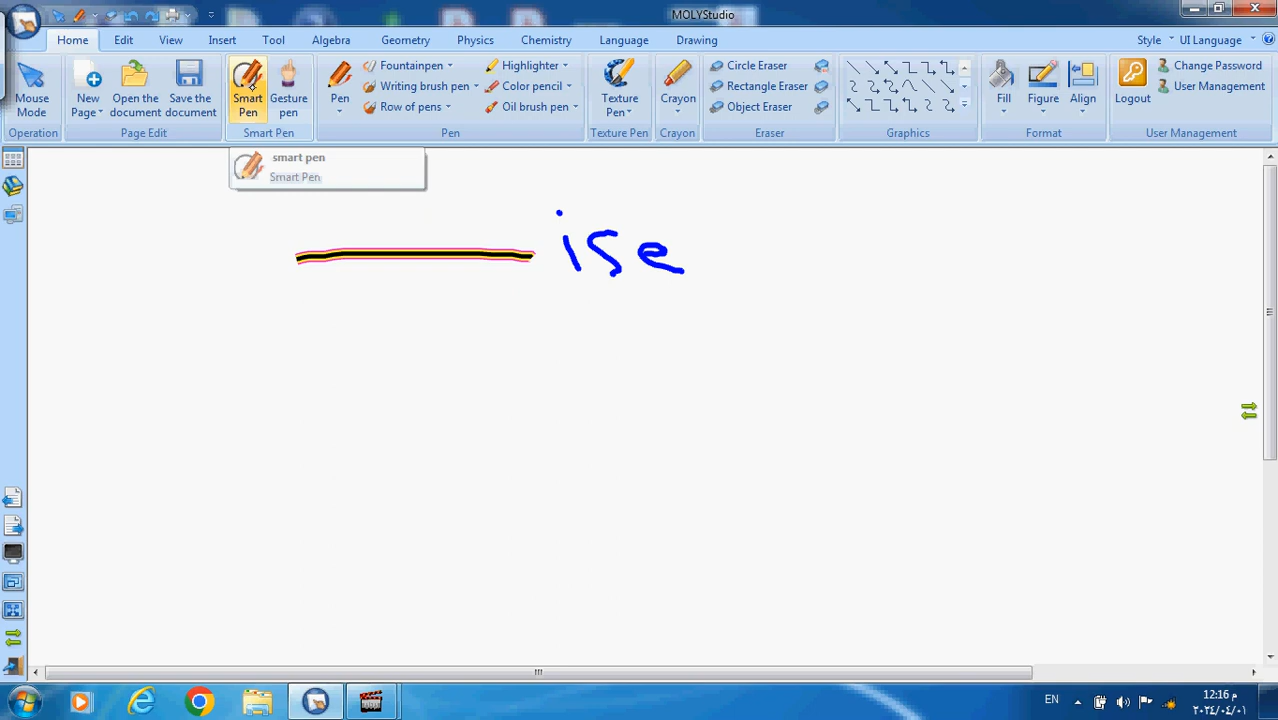 MOLYStudio
Home Edit View Insert Tool Algebra Geometry Physics Chemistry Language Drawing Style UI Language
Mouse Mode
Operation
New Page
Open the document
Save the document
Page Edit
Smart Pen
Gesture pen
Smart Pen
Pen
Fountainpen
Writing brush pen
Row of pens
Highlighter
Color pencil
Oil brush pen
Pen
Texture Pen
Texture Pen
Crayon
Crayon
Circle Eraser
Rectangle Eraser
Object Eraser
Eraser
Graphics
Fill
Figure
Align
Format
Logout
Change Password
User Management
User Management
smart pen
Smart Pen
ise
EN
12:16 م
٢٠٢٤/٠٤/٠١